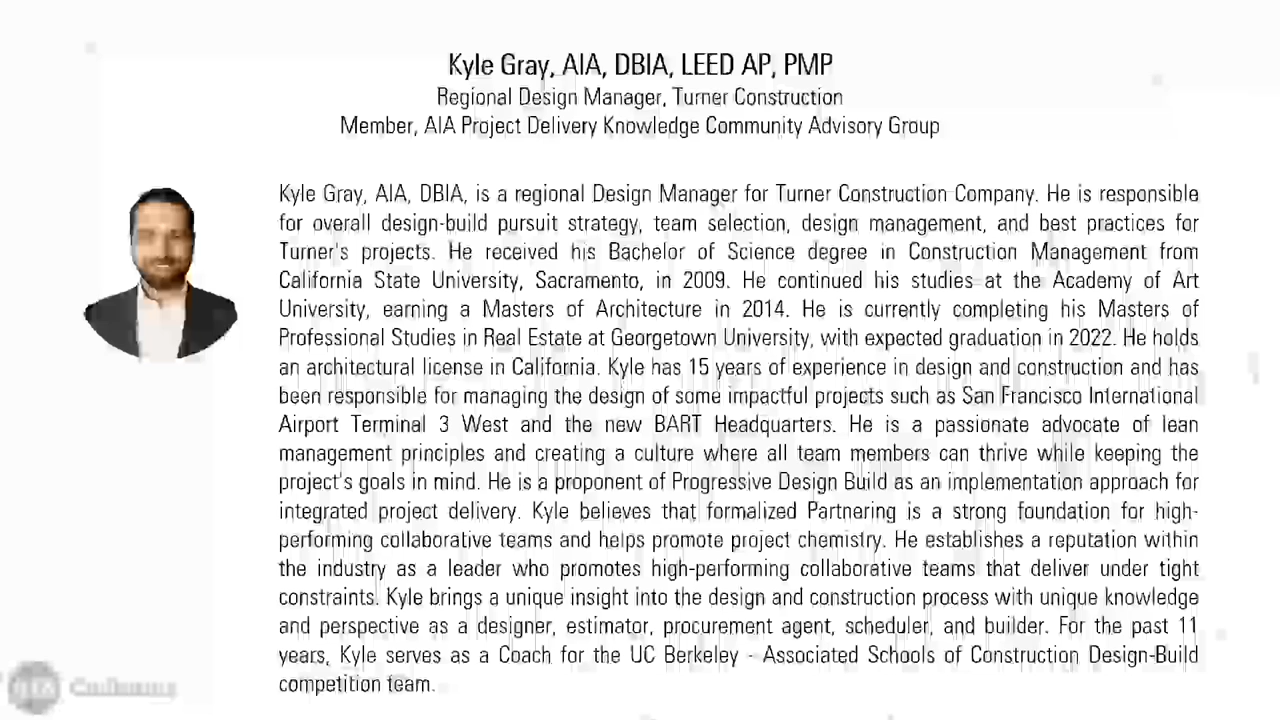 Kyle Gray, AIA, DBIA, LEED AP, PMP
Regional Design Manager, Turner Construction
Member, AIA Project Delivery Knowledge Community Advisory Group
Kyle Gray, AIA, DBIA, is a regional Design Manager for Turner Construction Company. He is responsible
for overall design-build pursuit strategy, team selection, design management, and best practices for
Turner's projects. He received his Bachelor of Science degree in Construction Management from
California State University, Sacramento, in 2009. He continued his studies at the Academy of Art
University, earning a Masters of Architecture in 2014. He is currently completing his Masters of
Professional Studies in Real Estate at Georgetown University, with expected graduation in 2022. He holds
an architectural license in California. Kyle has 15 years of experience in design and construction and has
been responsible for managing the design of some impactful projects such as San Francisco International
Airport Terminal 3 West and the new BART Headquarters. He is a passionate advocate of lean
management principles and creating a culture where all team members can thrive while keeping the
project's goals in mind. He is a proponent of Progressive Design Build as an implementation approach for
integrated project delivery. Kyle believes that formalized Partnering is a strong foundation for high-
performing collaborative teams and helps promote project chemistry. He establishes a reputation within
the industry as a leader who promotes high-performing collaborative teams that deliver under tight
constraints. Kyle brings a unique insight into the design and construction process with unique knowledge
and perspective as a designer, estimator, procurement agent, scheduler, and builder. For the past 11
years, Kyle serves as a Coach for the UC Berkeley - Associated Schools of Construction Design-Build
competition team.